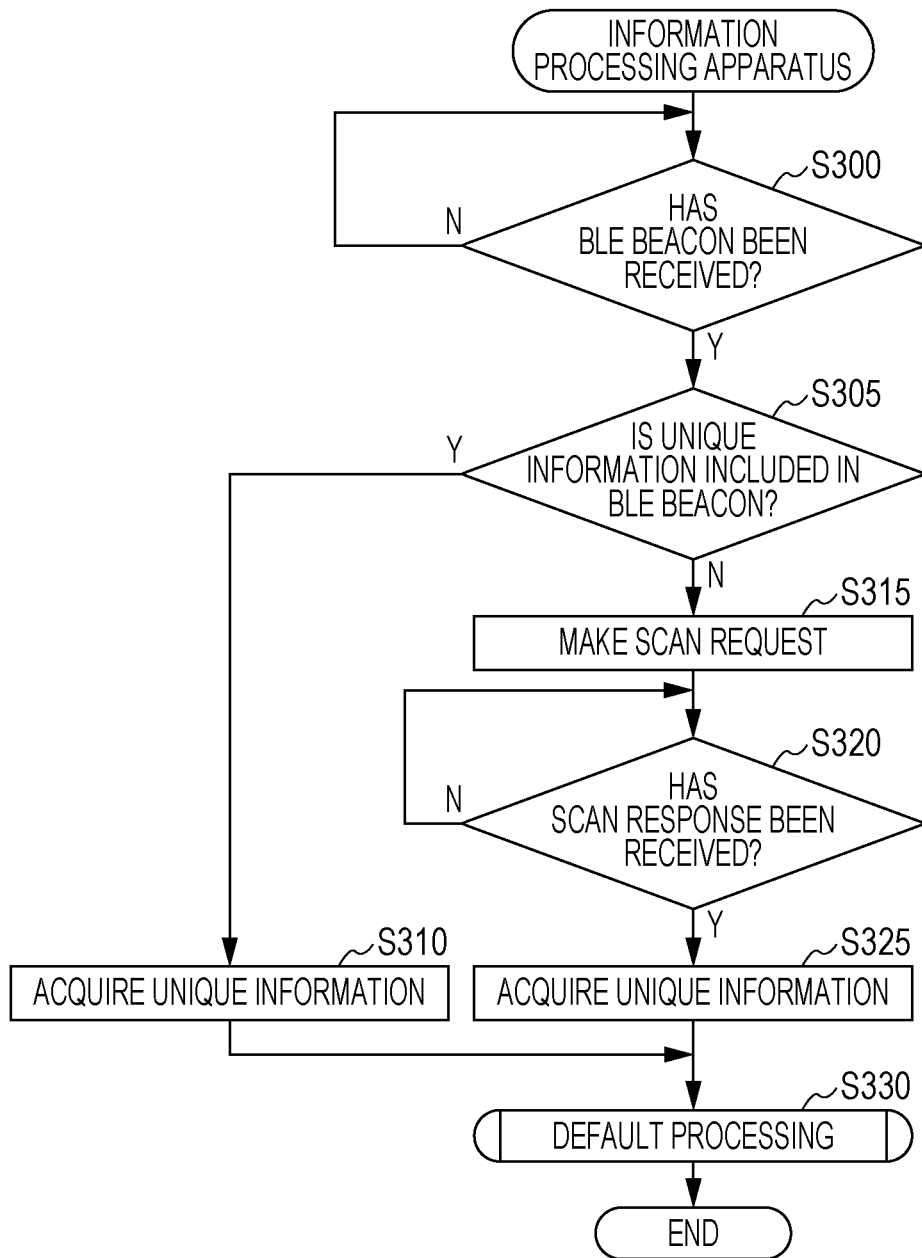 INFORMATION
PROCESSING APPARATUS
S300
HAS
BLE BEACON BEEN
RECEIVED?
N
Y
S305
IS UNIQUE
INFORMATION INCLUDED IN
BLE BEACON?
Y
N
S315
MAKE SCAN REQUEST
S320
HAS
SCAN RESPONSE BEEN
RECEIVED?
N
Y
S310
ACQUIRE UNIQUE INFORMATION
S325
ACQUIRE UNIQUE INFORMATION
S330
DEFAULT PROCESSING
END